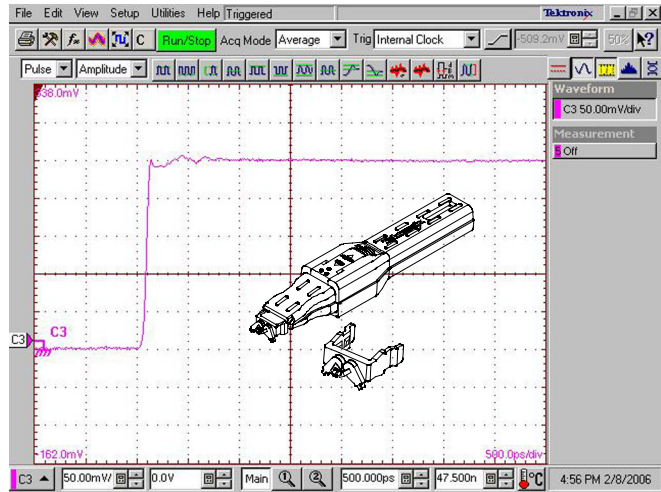 File Edit View Setup Utilities Help Triggered Tektronix
C Run/Stop Acq Mode Average Trig Internal Clock -509.2mV 50%
Pulse Amplitude
338.0mV
Waveform
C3 50.00mV/div
Measurement
5 Off
C3 C3
-162.0mV 500.0ps/div
C3 50.00mV/ 0.0V Main 500.000ps 47.500n °C 4:56 PM 2/8/2006